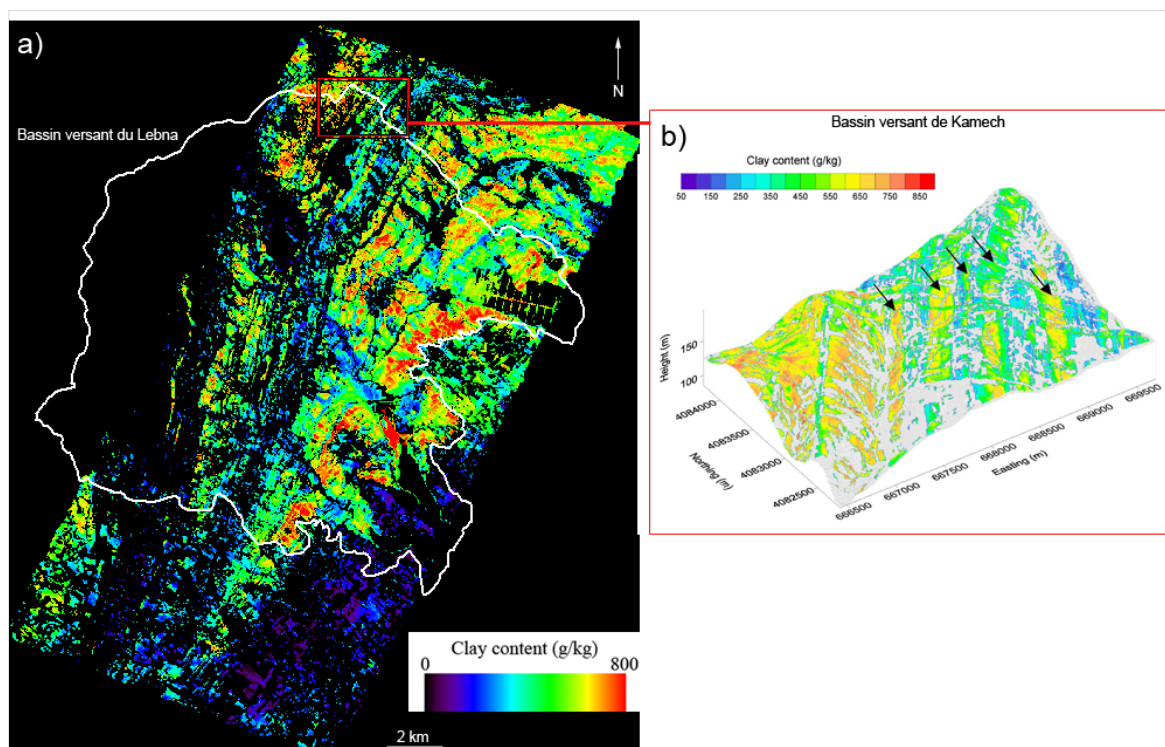 a)
N
Bassin versant du Lebna
Clay content (g/kg)
0 800
2 km
Bassin versant de Kamech
b)
Clay content (g/kg)
50 150 250 350 450 550 650 750 850
Height (m)
150
100
4084000
4083500
4083000
4082500
Northing (m)
666500
667000
667500
668000
668500
669000
669500
Easting (m)